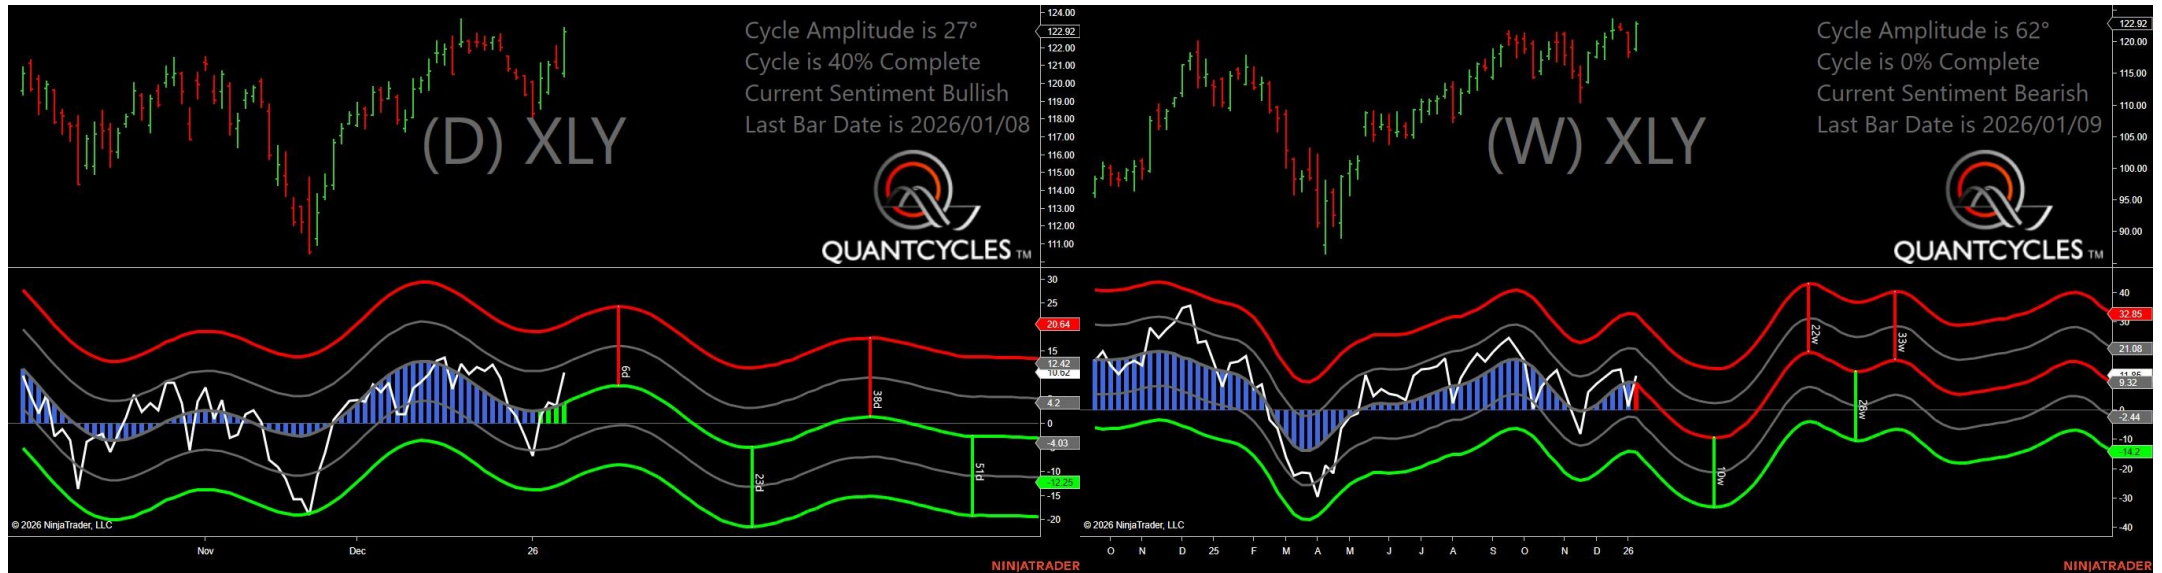 Cycle Amplitude is 27°
Cycle is 40% Complete
Current Sentiment Bullish
Last Bar Date is 2026/01/08
(D) XLY
QUANTCYCLES TM
124.00
122.92
122.00
121.00
120.00
119.00
118.00
117.00
116.00
115.00
114.00
113.00
112.00
111.00
30
25
20.64
15
12.42
10.62
4.2
0
-4.03
-10
-12.25
-15
-20
6d
23d
38d
51d
© 2026 NinjaTrader, LLC
Nov
Dec
26
NINJATRADER
Cycle Amplitude is 62°
Cycle is 0% Complete
Current Sentiment Bearish
Last Bar Date is 2026/01/09
(W) XLY
QUANTCYCLES TM
122.92
120.00
115.00
110.00
105.00
100.00
95.00
90.00
40
32.85
30
21.08
9.32
0
-2.44
-10
-14.2
-20
-30
-40
10w
22w
28w
33w
© 2026 NinjaTrader, LLC
O N D 25 F M A M J J A S O N D 26
NINJATRADER